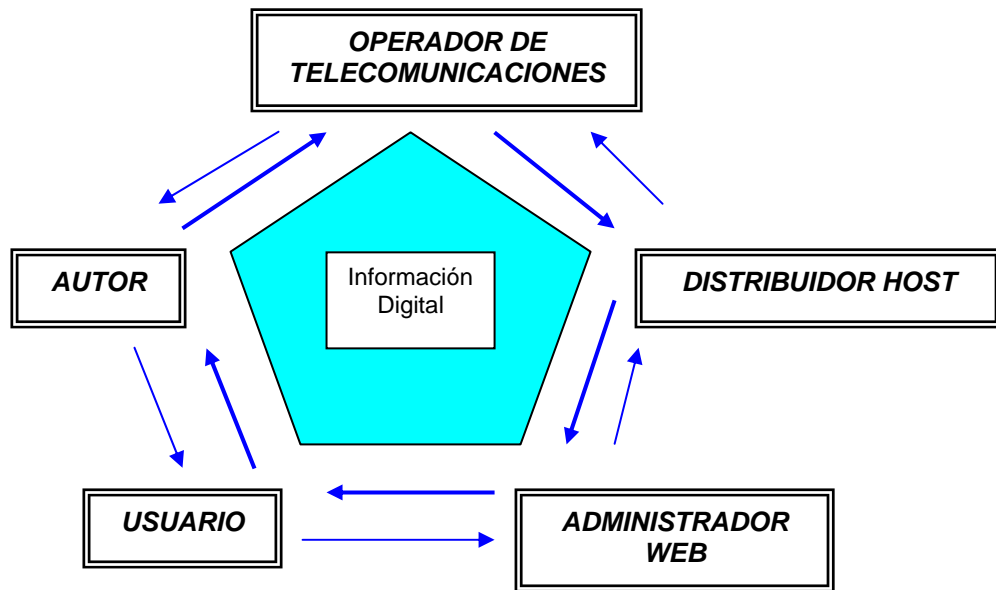 OPERADOR DE
TELECOMUNICACIONES
AUTOR
Información
Digital
DISTRIBUIDOR HOST
USUARIO
ADMINISTRADOR
WEB